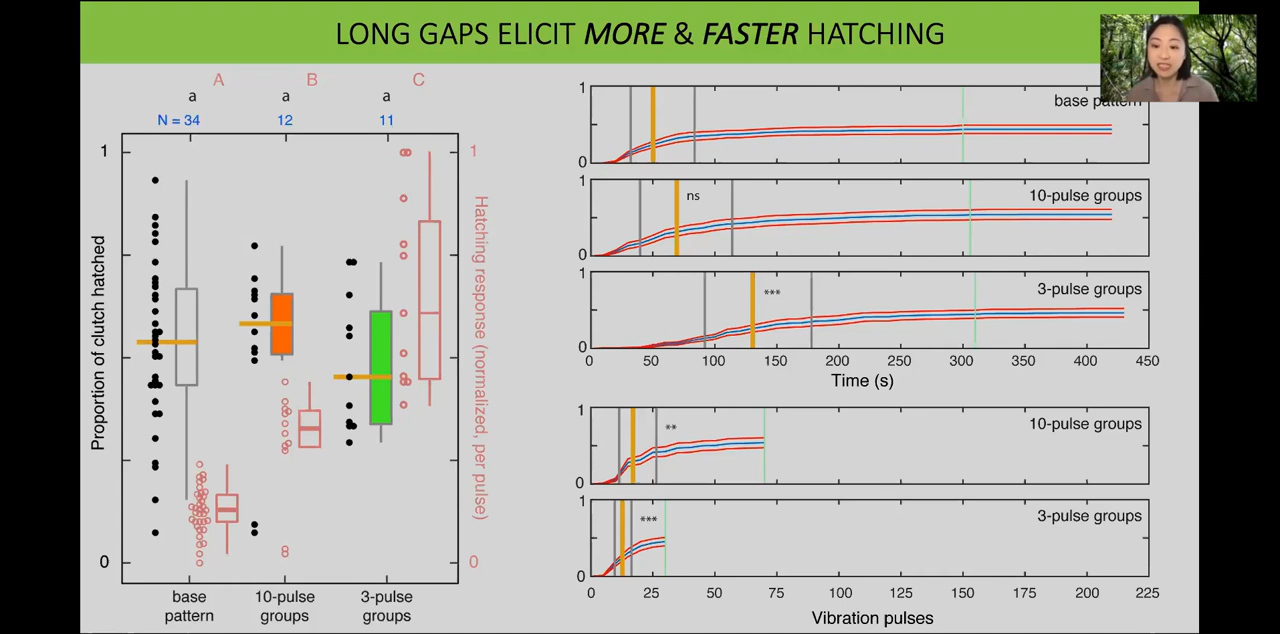 LONG GAPS ELICIT MORE & FASTER HATCHING
A B C
a a a
N = 34 12 11
1
0
Proportion of clutch hatched
1
0
Hatching response (normalized, per pulse)
base pattern
10-pulse groups
3-pulse groups
1
0
base pattern
1
0
ns
10-pulse groups
1
0
***
3-pulse groups
0 50 100 150 200 250 300 350 400 450
Time (s)
1
0
**
10-pulse groups
1
0
***
3-pulse groups
0 25 50 75 100 125 150 175 200 225
Vibration pulses